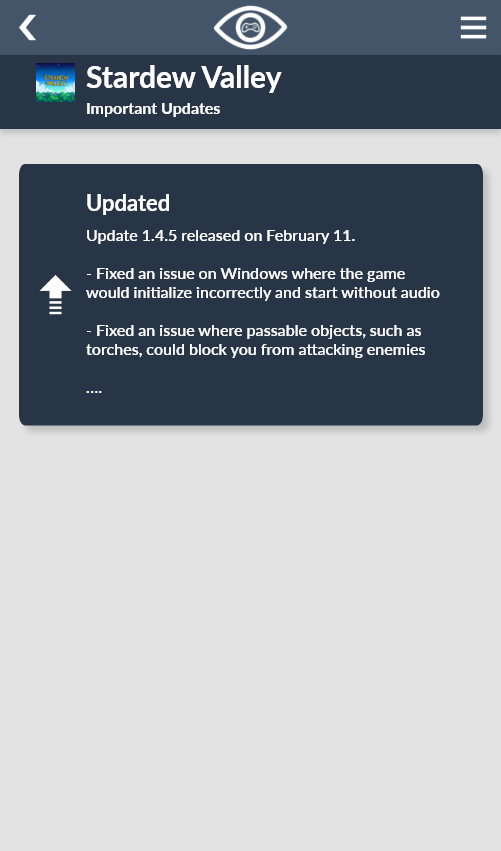 Stardew Valley
Important Updates
Updated
Update 1.4.5 released on February 11.
- Fixed an issue on Windows where the game
would initialize incorrectly and start without audio
- Fixed an issue where passable objects, such as
torches, could block you from attacking enemies
....